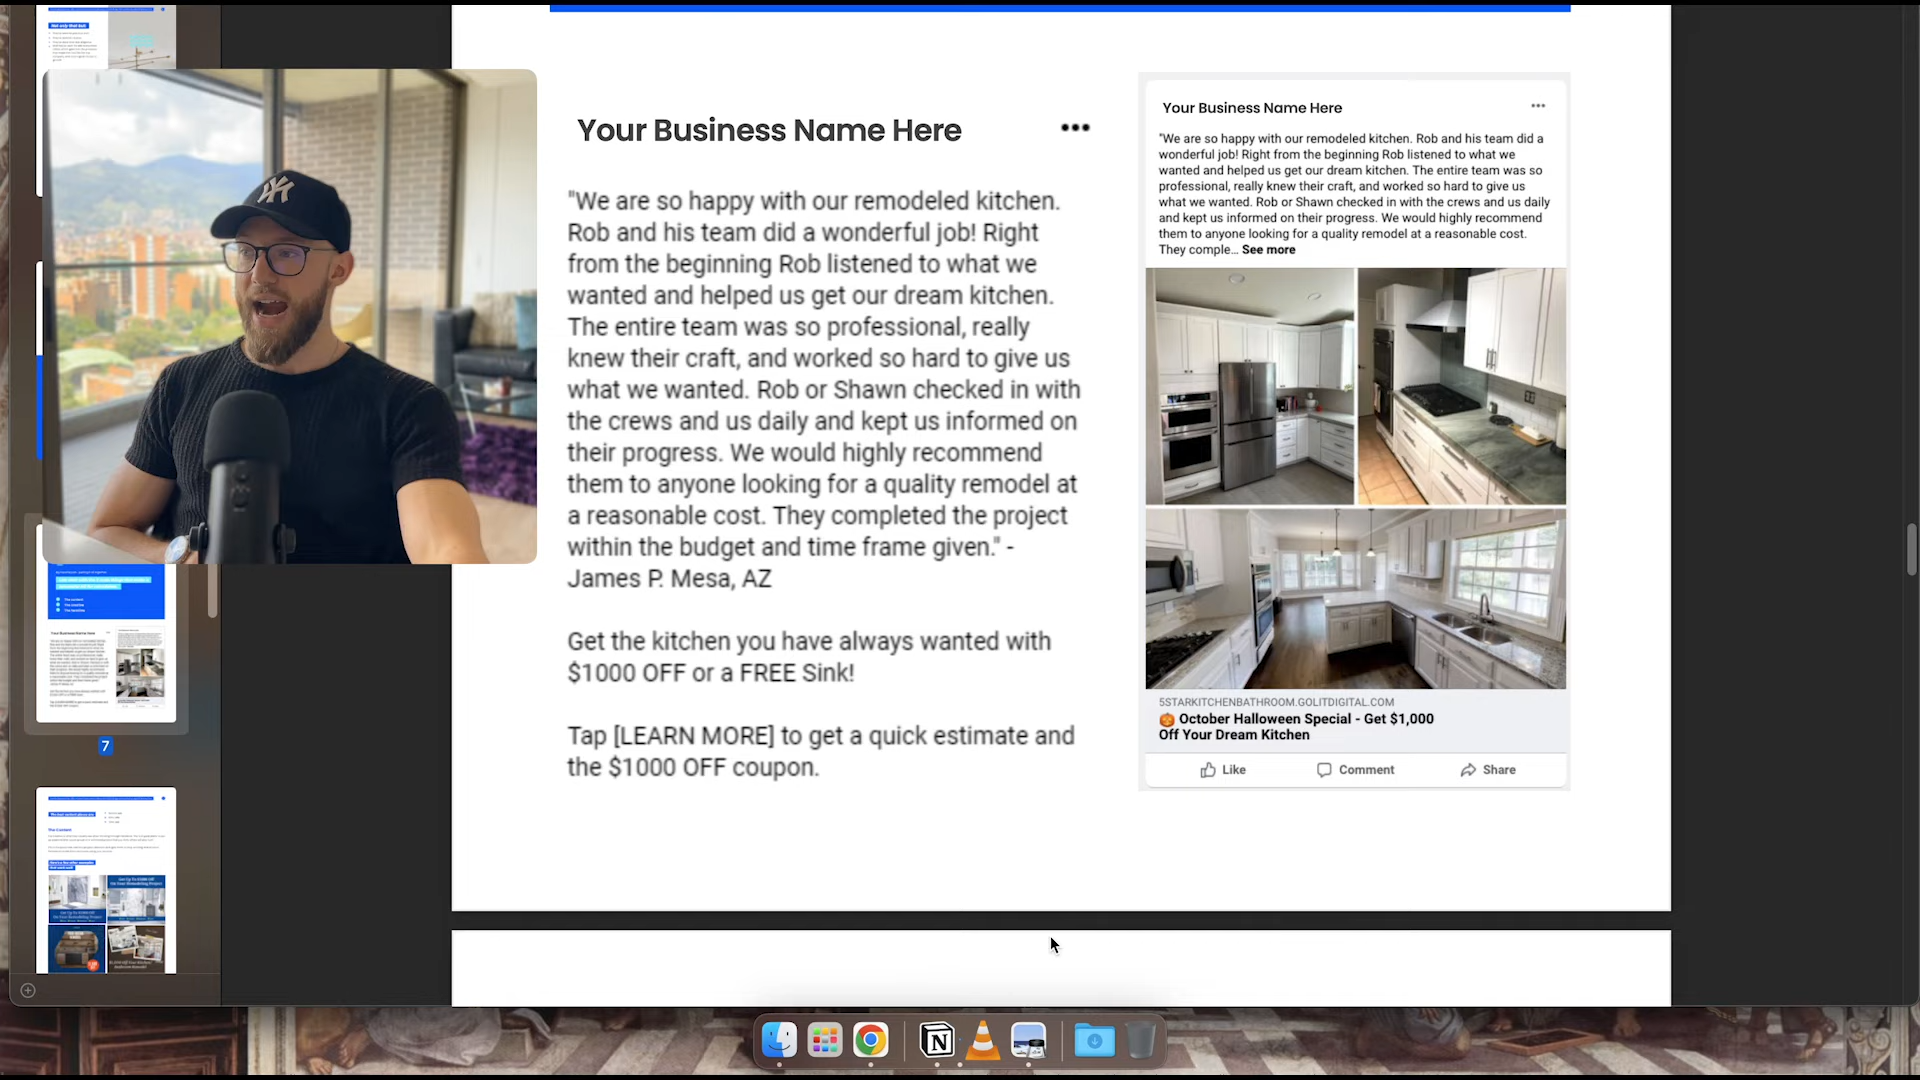 Not only that but
Your Business Name Here
"We are so happy with our remodeled kitchen.
Rob and his team did a wonderful job! Right
from the beginning Rob listened to what we
wanted and helped us get our dream kitchen.
The entire team was so professional, really
knew their craft, and worked so hard to give us
what we wanted. Rob or Shawn checked in with
the crews and us daily and kept us informed on
their progress. We would highly recommend
them to anyone looking for a quality remodel at
a reasonable cost. They completed the project
within the budget and time frame given." -
James P. Mesa, AZ
Get the kitchen you have always wanted with
$1000 OFF or a FREE Sink!
Tap [LEARN MORE] to get a quick estimate and
the $1000 OFF coupon.
Your Business Name Here
"We are so happy with our remodeled kitchen. Rob and his team did a
wonderful job! Right from the beginning Rob listened to what we
wanted and helped us get our dream kitchen. The entire team was so
professional, really knew their craft, and worked so hard to give us
what we wanted. Rob or Shawn checked in with the crews and us daily
and kept us informed on their progress. We would highly recommend
them to anyone looking for a quality remodel at a reasonable cost.
They comple... See more
5STARKITCHENBATHROOM.GOLITDIGITAL.COM
October Halloween Special - Get $1,000
Off Your Dream Kitchen
Like
Comment
Share
Your Business Name Here
7
The Content